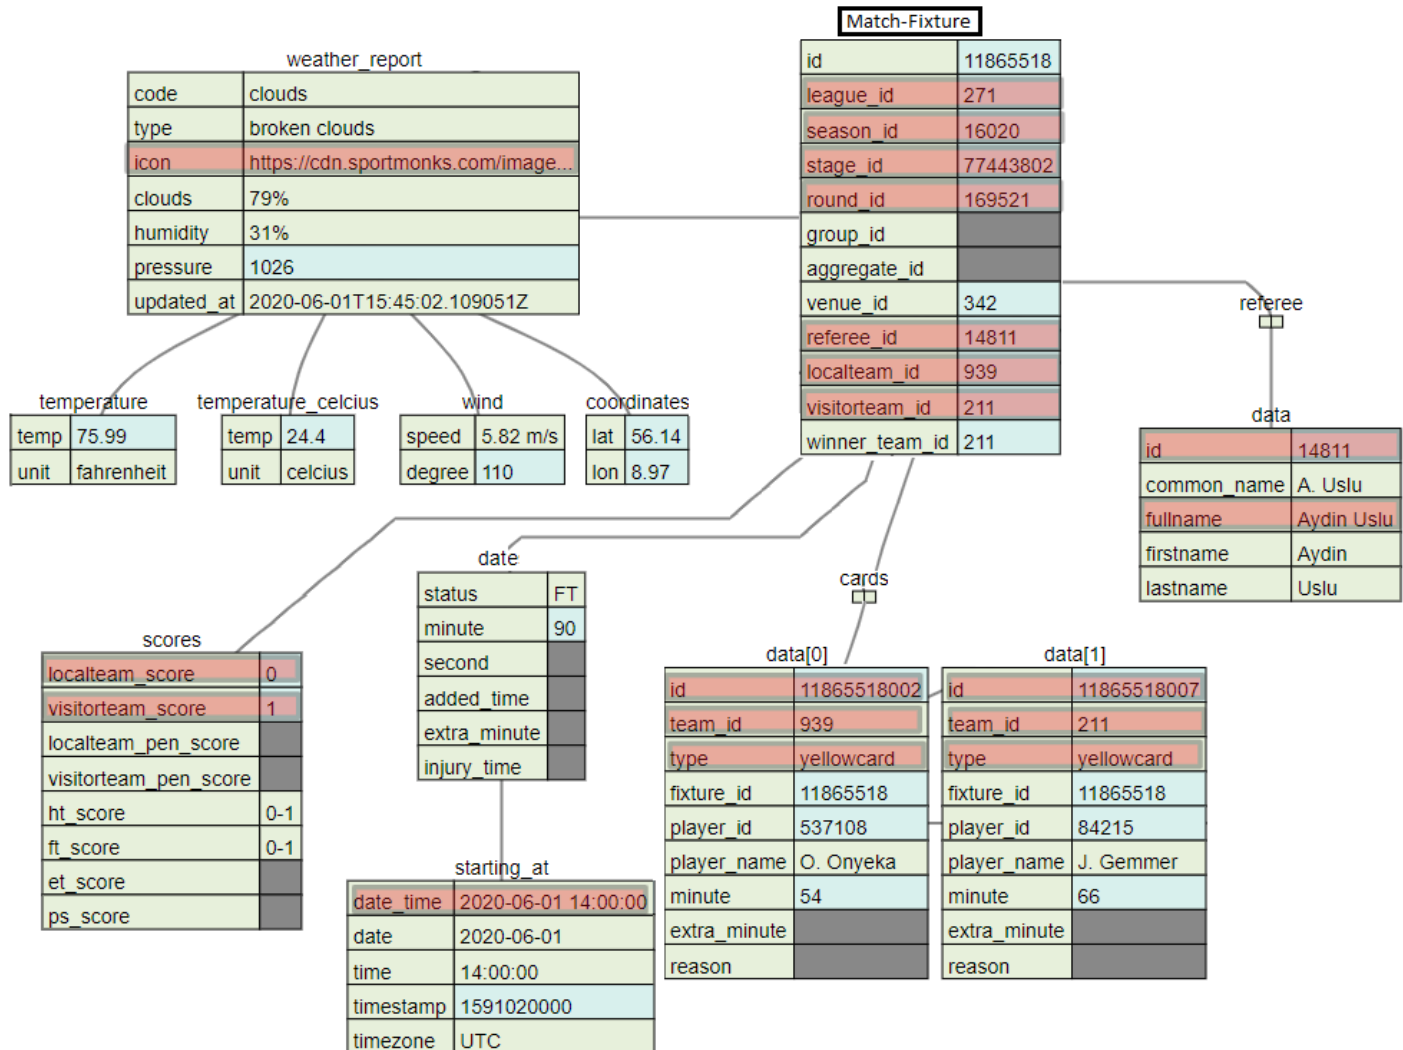 Match-Fixture
id 11865518
league_id 271
season_id 16020
stage_id 77443802
round_id 169521
group_id
aggregate_id
venue_id 342
referee_id 14811
localteam_id 939
visitorteam_id 211
winner_team_id 211
weather_report
code clouds
type broken clouds
icon https://cdn.sportmonks.com/image...
clouds 79%
humidity 31%
pressure 1026
updated_at 2020-06-01T15:45:02.109051Z
temperature
temp 75.99
unit fahrenheit
temperature_celcius
temp 24.4
unit celcius
wind
speed 5.82 m/s
degree 110
coordinates
lat 56.14
lon 8.97
referee
data
id 14811
common_name A. Uslu
fullname Aydin Uslu
firstname Aydin
lastname Uslu
scores
localteam_score 0
visitorteam_score 1
localteam_pen_score
visitorteam_pen_score
ht_score 0-1
ft_score 0-1
et_score
ps_score
date
status FT
minute 90
second
added_time
extra_minute
injury_time
starting_at
date_time 2020-06-01 14:00:00
date 2020-06-01
time 14:00:00
timestamp 1591020000
timezone UTC
cards
data[0]
id 11865518002
team_id 939
type yellowcard
fixture_id 11865518
player_id 537108
player_name O. Onyeka
minute 54
extra_minute
reason
data[1]
id 11865518007
team_id 211
type yellowcard
fixture_id 11865518
player_id 84215
player_name J. Gemmer
minute 66
extra_minute
reason